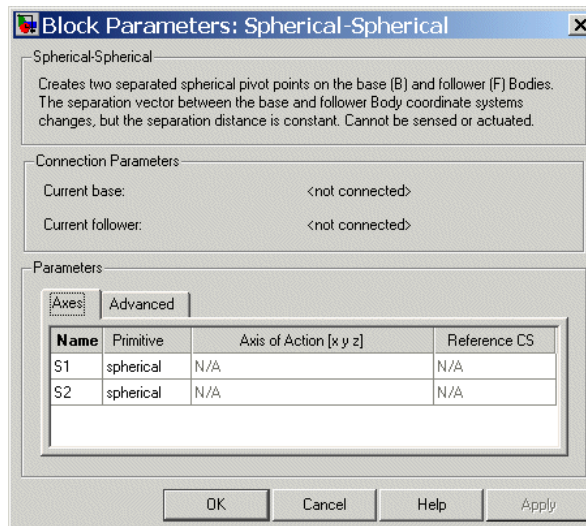 Block Parameters: Spherical-Spherical
Spherical-Spherical
Creates two separated spherical pivot points on the base (B) and follower (F) Bodies.
The separation vector between the base and follower Body coordinate systems
changes, but the separation distance is constant. Cannot be sensed or actuated.
Connection Parameters
Current base: <not connected>
Current follower: <not connected>
Parameters
Axes Advanced
Name Primitive Axis of Action [x y z] Reference CS
S1 spherical N/A N/A
S2 spherical N/A N/A
OK Cancel Help Apply